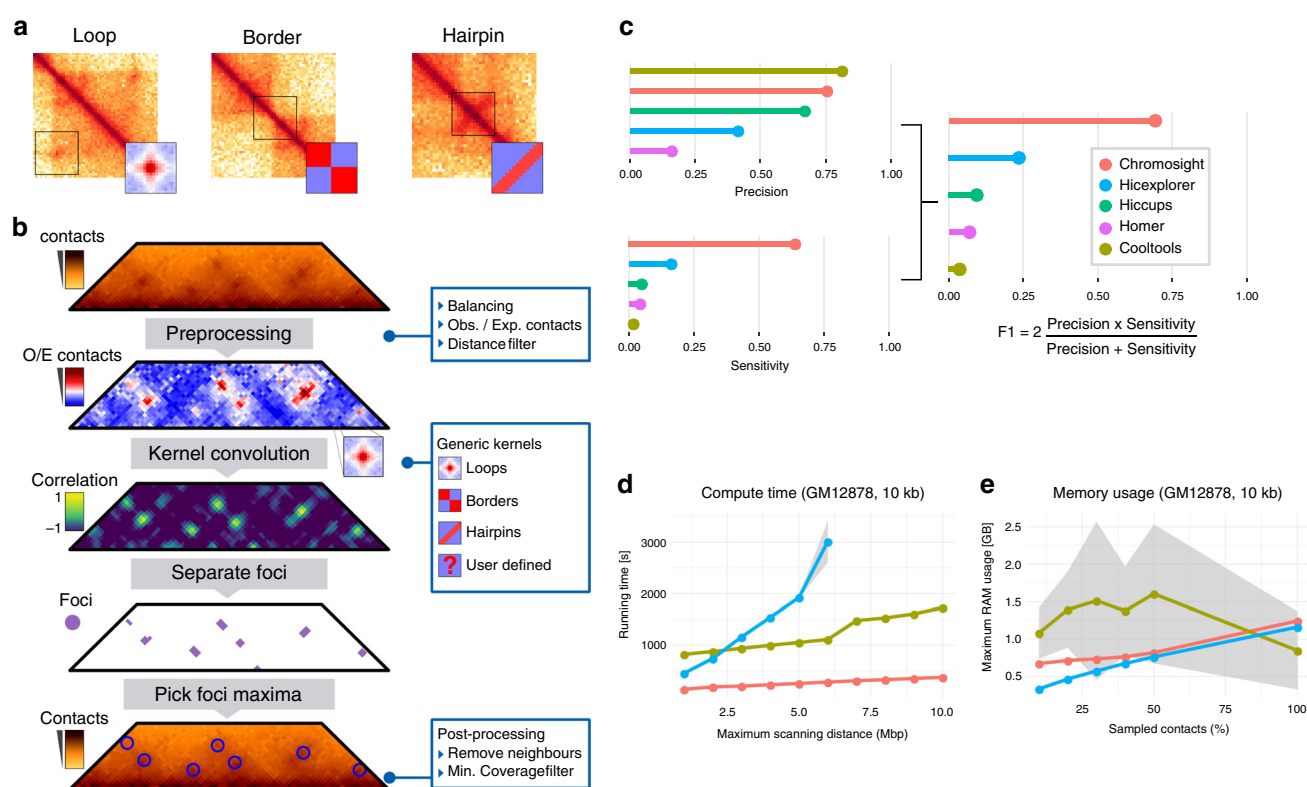 a
Loop
Border
Hairpin
b
contacts
Preprocessing
Balancing
Obs. / Exp. contacts
Distance filter
O/E contacts
Kernel convolution
Generic kernels
Loops
Borders
Hairpins
? User defined
Correlation
1
−1
Separate foci
Foci
Pick foci maxima
Contacts
Post-processing
Remove neighbours
Min. Coveragefilter
c
0.00 0.25 0.50 0.75 1.00
Precision
0.00 0.25 0.50 0.75 1.00
Sensitivity
Chromosight
Hicexplorer
Hiccups
Homer
Cooltools
0.00 0.25 0.50 0.75 1.00
F1 = 2 Precision x Sensitivity
Precision + Sensitivity
d
Compute time (GM12878, 10 kb)
Running time [s]
3000
2000
1000
2.5 5.0 7.5 10.0
Maximum scanning distance (Mbp)
e
Memory usage (GM12878, 10 kb)
Maximum RAM usage [GB]
2.5
2.0
1.5
1.0
0.5
25 50 75 100
Sampled contacts (%)